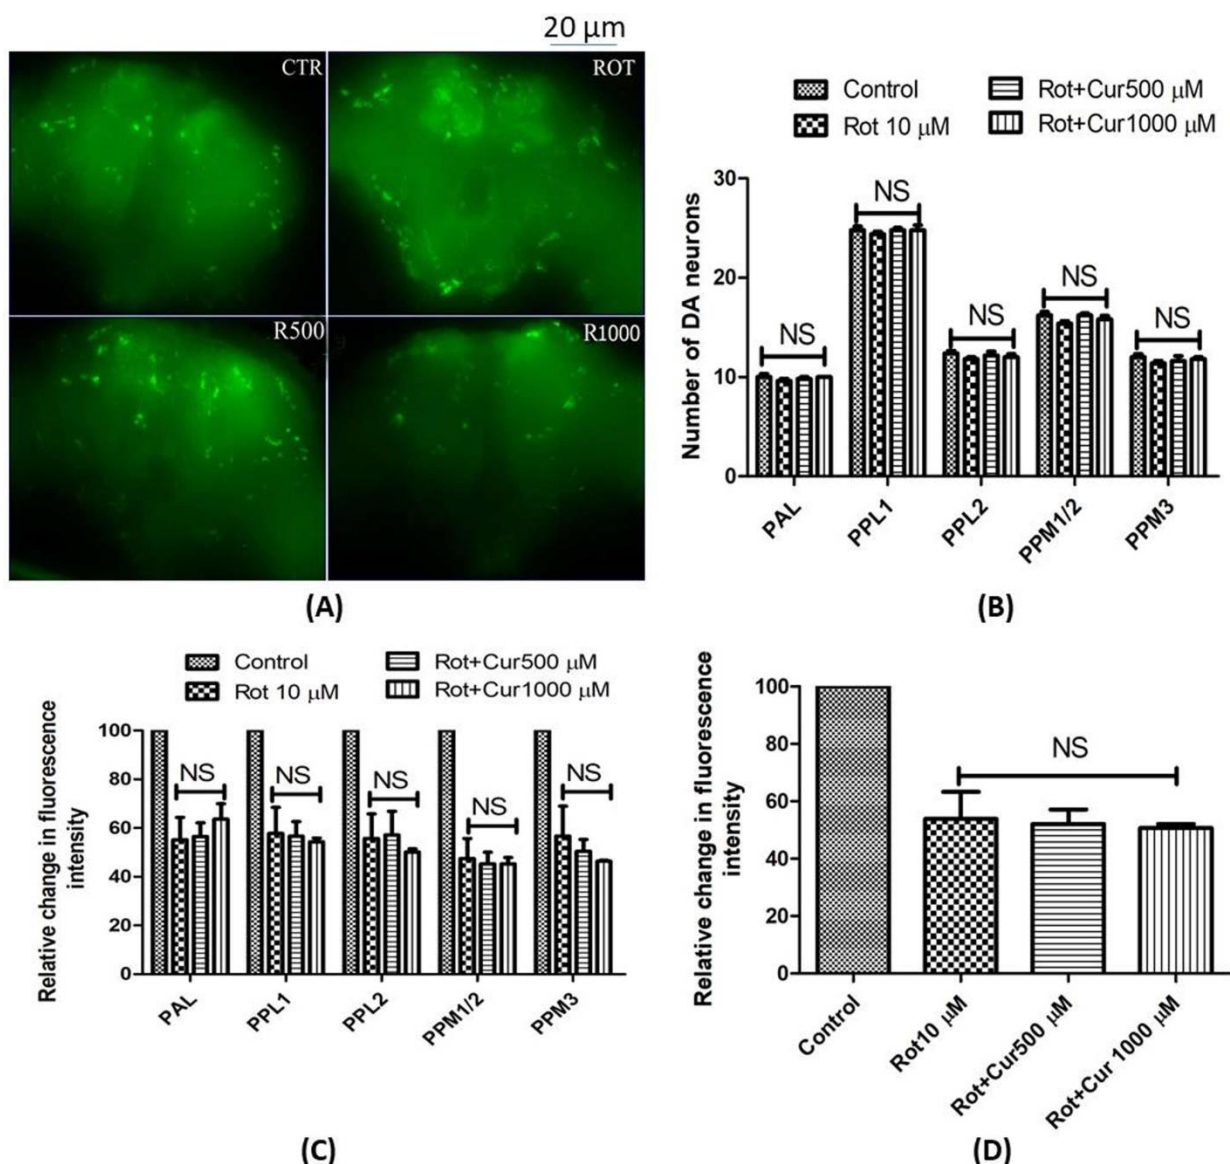 20 μm
CTR
ROT
R500
R1000
(A)
Control
Rot 10 μM
Rot+Cur500 μM
Rot+Cur1000 μM
Number of DA neurons
30
20
10
0
NS
NS
NS
NS
NS
PAL
PPL1
PPL2
PPM1/2
PPM3
(B)
Control
Rot 10 μM
Rot+Cur500 μM
Rot+Cur1000 μM
Relative change in fluorescence
intensity
100
80
60
40
20
0
NS
NS
NS
NS
NS
PAL
PPL1
PPL2
PPM1/2
PPM3
(C)
Relative change in fluorescence
intensity
100
80
60
40
20
0
NS
Control
Rot10 μM
Rot+Cur500 μM
Rot+Cur 1000 μM
(D)